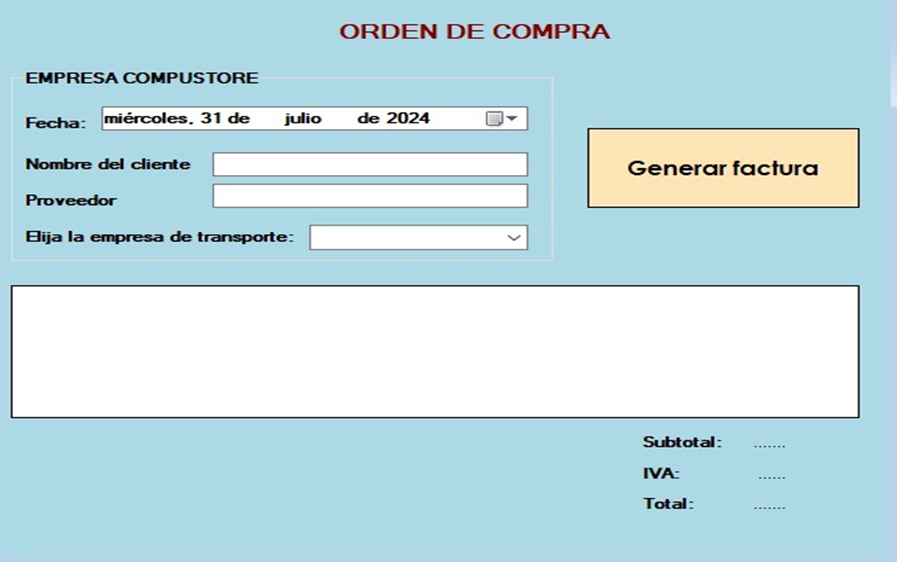 ORDEN DE COMPRA
EMPRESA COMPUSTORE
Fecha: miércoles, 31 de julio de 2024
Nombre del cliente
Generar factura
Proveedor
Elija la empresa de transporte:
Subtotal: .......
IVA: ......
Total: .......